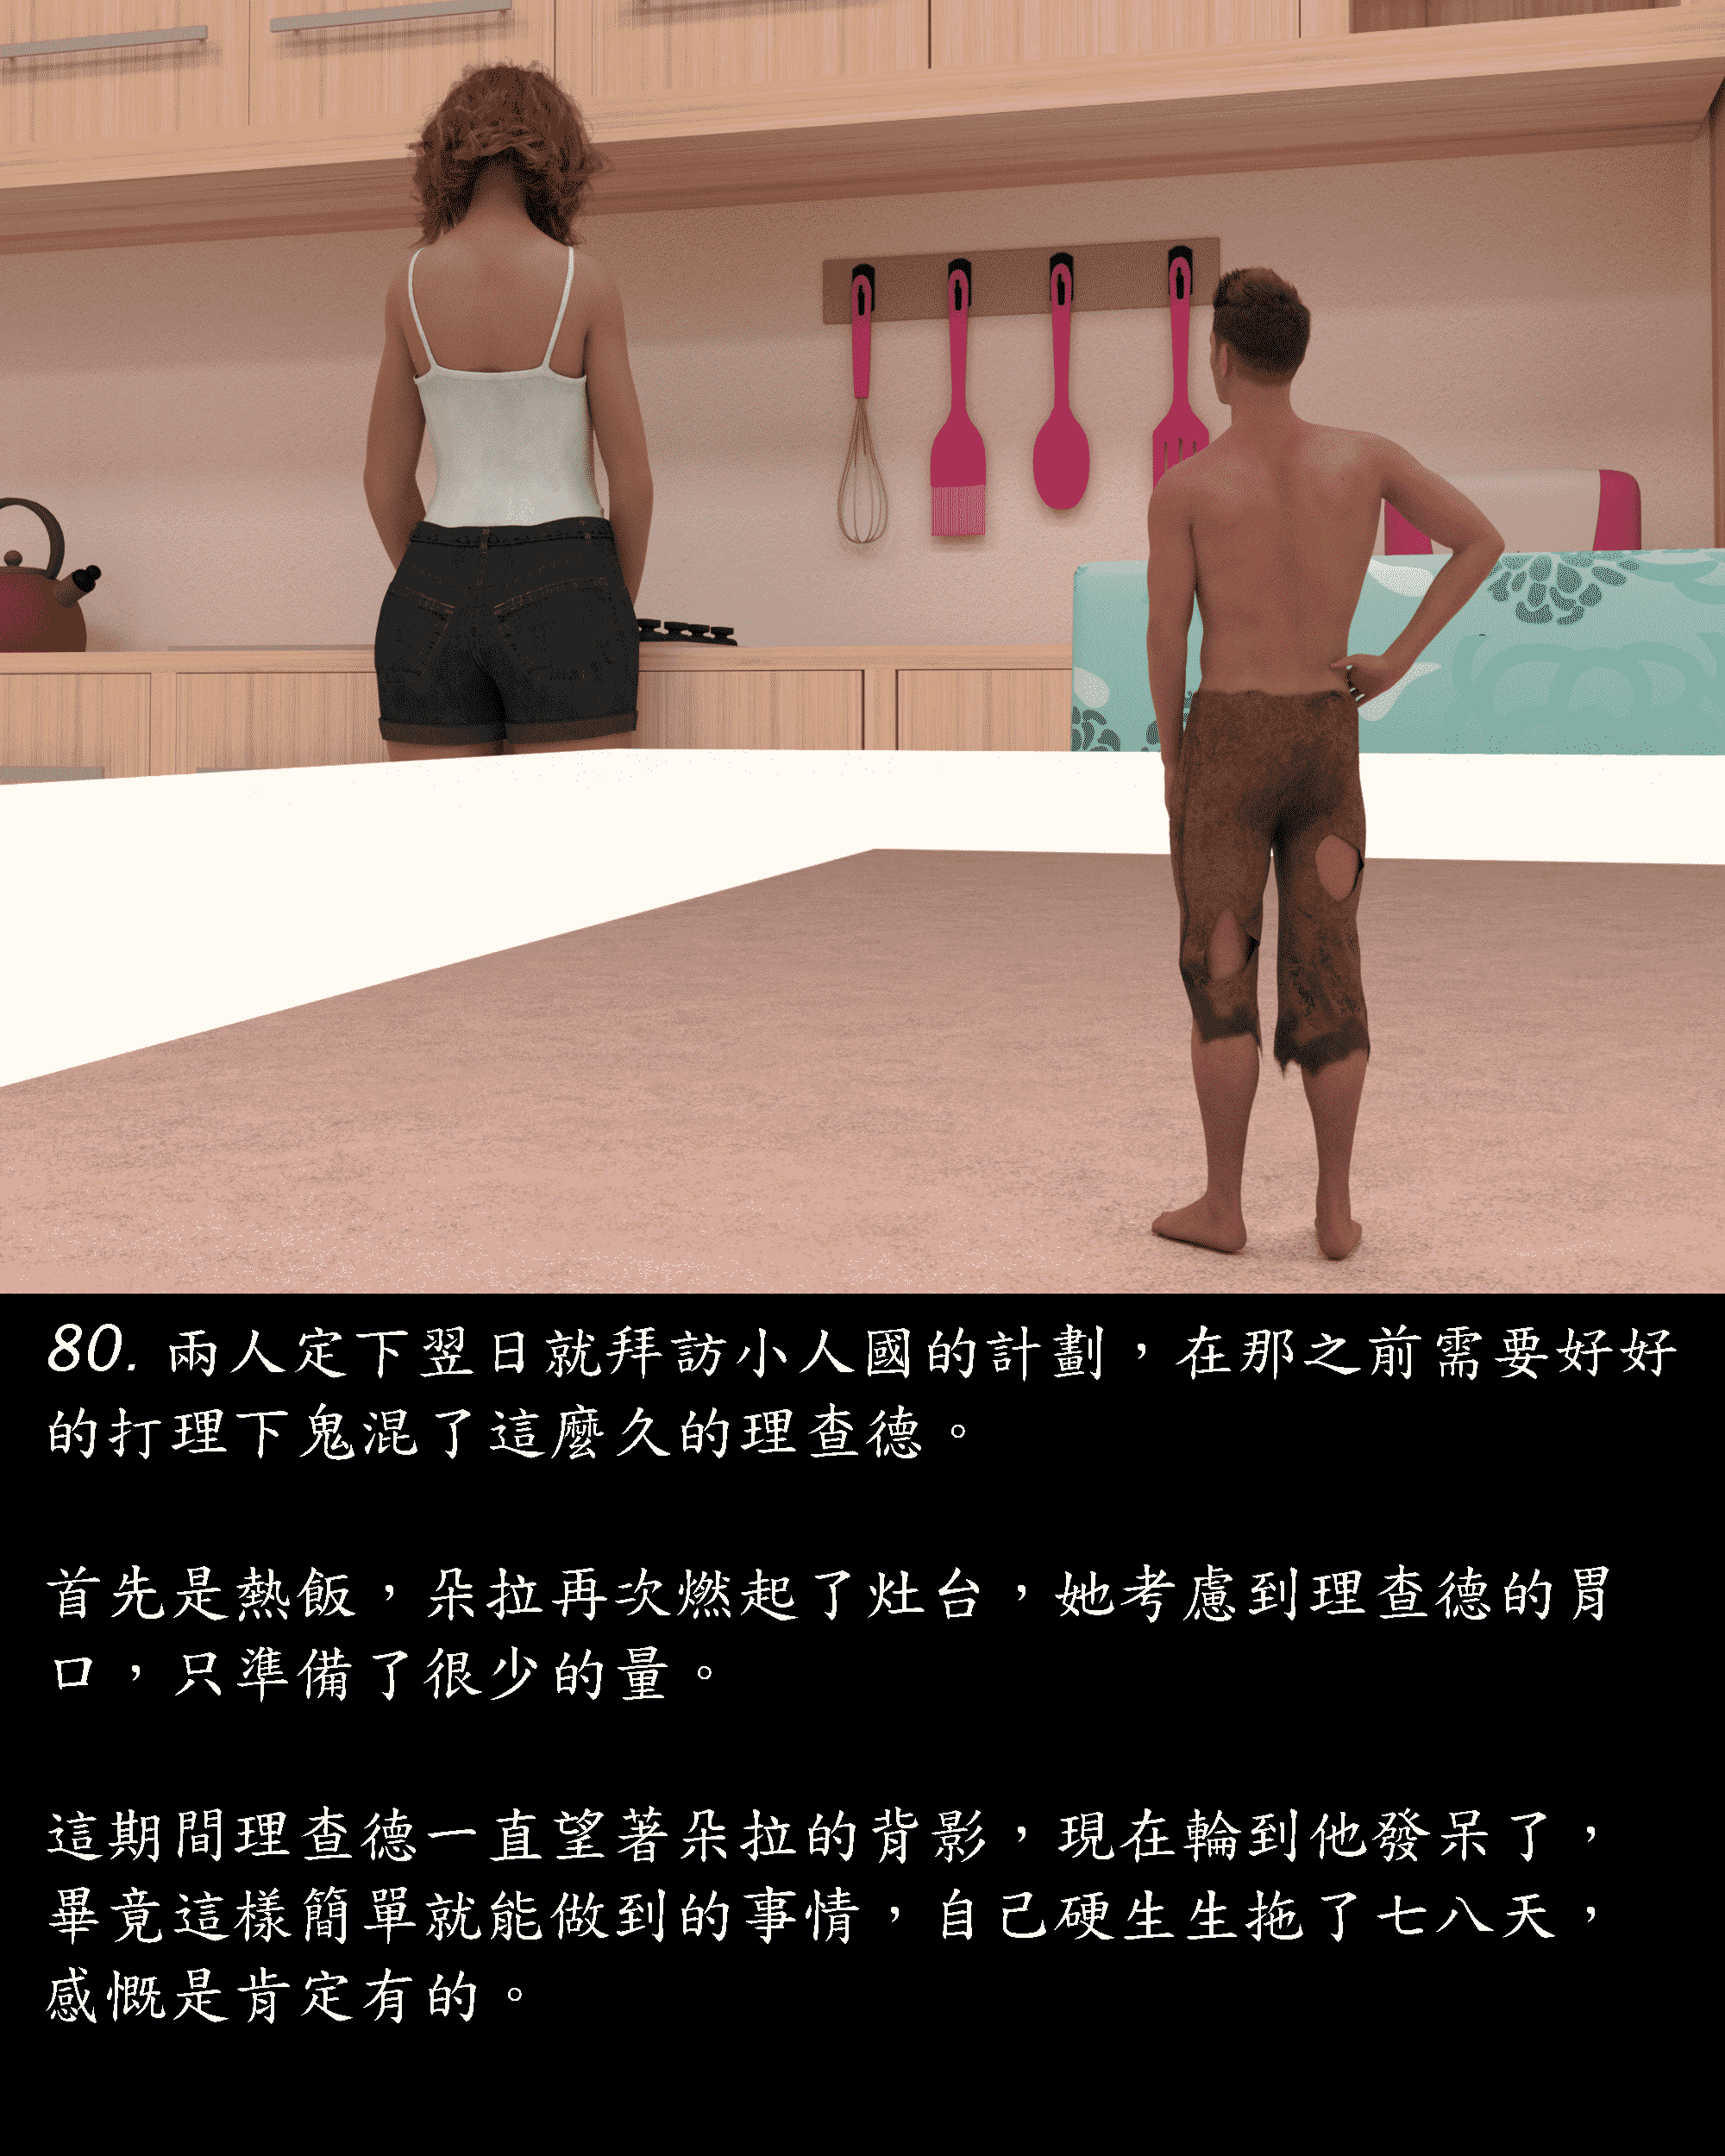 80. 兩人定下翌日就拜訪小人國的計劃，在那之前需要好好
的打理下鬼混了這麼久的理查德。
首先是熱飯，朵拉再次燃起了灶台，她考慮到理查德的胃
口，只準備了很少的量。
這期間理查德一直望著朵拉的背影，現在輪到他發呆了，
畢竟這樣簡單就能做到的事情，自己硬生生拖了七八天，
感慨是肯定有的。